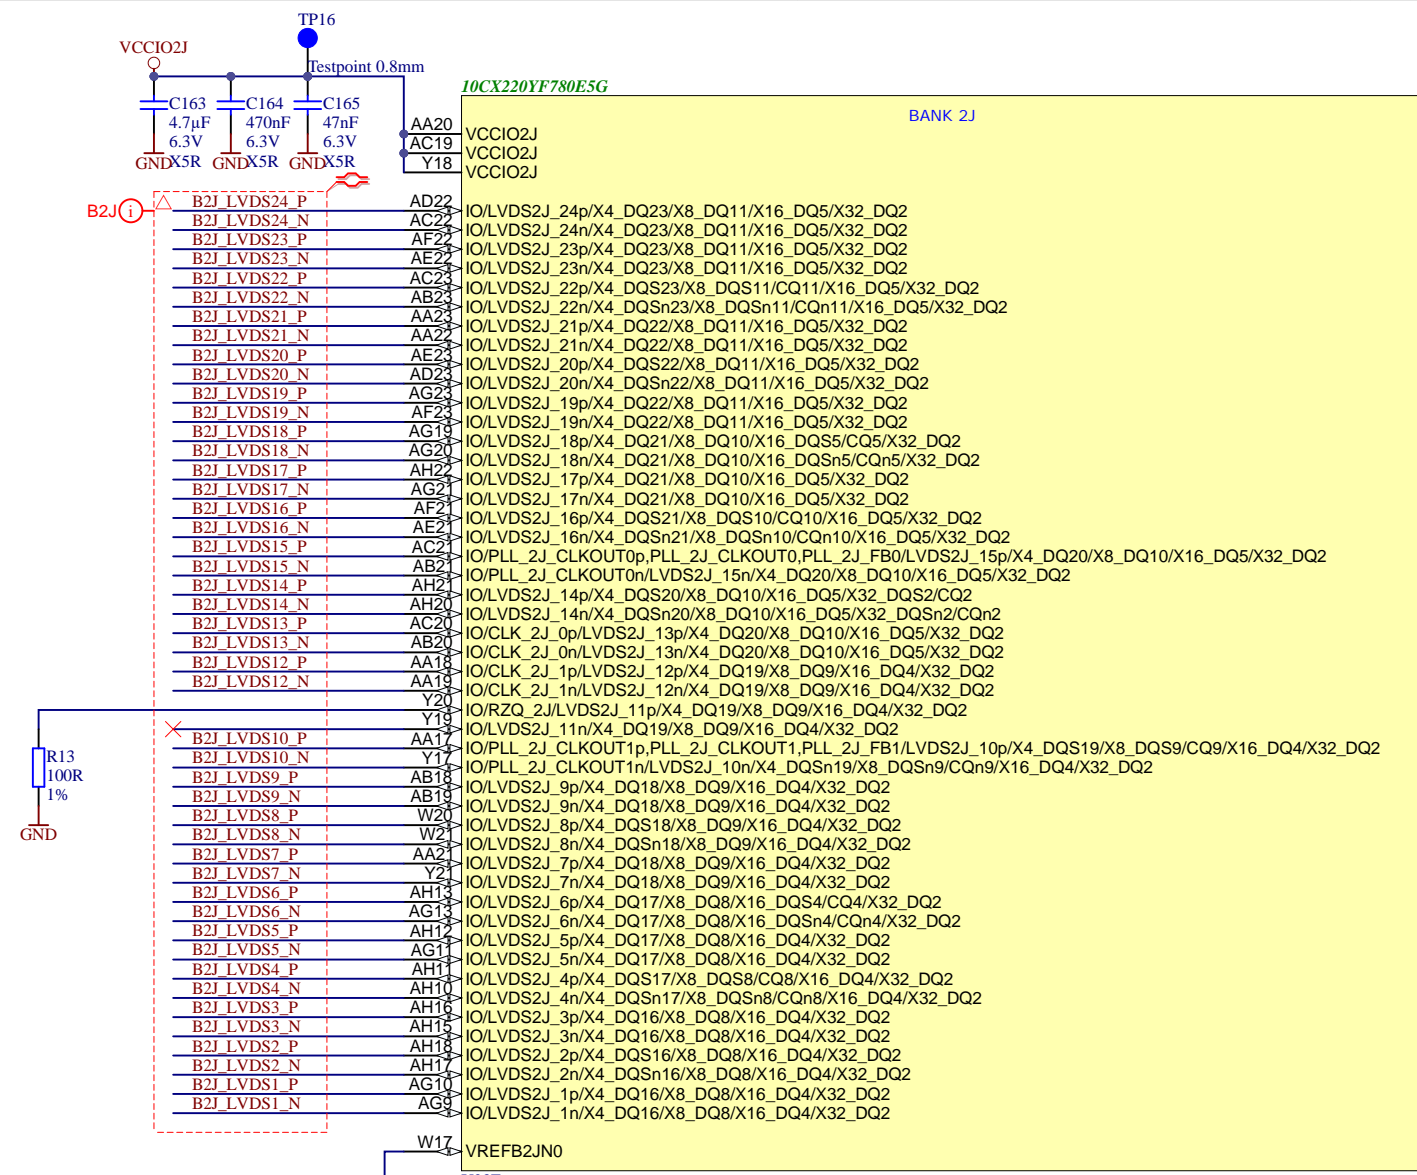 TP16
VCCIO2J
Testpoint 0.8mm
C163
4.7µF
6.3V
X5R
GND
C164
470nF
6.3V
X5R
GND
C165
47nF
6.3V
X5R
GND
10CX220YF780E5G
BANK 2J
AA20 VCCIO2J
AC19 VCCIO2J
Y18 VCCIO2J
B2J i
B2J_LVDS24_P AD22 IO/LVDS2J_24p/X4_DQ23/X8_DQ11/X16_DQ5/X32_DQ2
B2J_LVDS24_N AC22 IO/LVDS2J_24n/X4_DQ23/X8_DQ11/X16_DQ5/X32_DQ2
B2J_LVDS23_P AF22 IO/LVDS2J_23p/X4_DQ23/X8_DQ11/X16_DQ5/X32_DQ2
B2J_LVDS23_N AE22 IO/LVDS2J_23n/X4_DQ23/X8_DQ11/X16_DQ5/X32_DQ2
B2J_LVDS22_P AC23 IO/LVDS2J_22p/X4_DQS23/X8_DQS11/CQ11/X16_DQ5/X32_DQ2
B2J_LVDS22_N AB23 IO/LVDS2J_22n/X4_DQSn23/X8_DQSn11/CQn11/X16_DQ5/X32_DQ2
B2J_LVDS21_P AA23 IO/LVDS2J_21p/X4_DQ22/X8_DQ11/X16_DQ5/X32_DQ2
B2J_LVDS21_N AA22 IO/LVDS2J_21n/X4_DQ22/X8_DQ11/X16_DQ5/X32_DQ2
B2J_LVDS20_P AE23 IO/LVDS2J_20p/X4_DQS22/X8_DQ11/X16_DQ5/X32_DQ2
B2J_LVDS20_N AD23 IO/LVDS2J_20n/X4_DQSn22/X8_DQ11/X16_DQ5/X32_DQ2
B2J_LVDS19_P AG23 IO/LVDS2J_19p/X4_DQ22/X8_DQ11/X16_DQ5/X32_DQ2
B2J_LVDS19_N AF23 IO/LVDS2J_19n/X4_DQ22/X8_DQ11/X16_DQ5/X32_DQ2
B2J_LVDS18_P AG19 IO/LVDS2J_18p/X4_DQ21/X8_DQ10/X16_DQS5/CQ5/X32_DQ2
B2J_LVDS18_N AG20 IO/LVDS2J_18n/X4_DQ21/X8_DQ10/X16_DQSn5/CQn5/X32_DQ2
B2J_LVDS17_P AH22 IO/LVDS2J_17p/X4_DQ21/X8_DQ10/X16_DQ5/X32_DQ2
B2J_LVDS17_N AG21 IO/LVDS2J_17n/X4_DQ21/X8_DQ10/X16_DQ5/X32_DQ2
B2J_LVDS16_P AF21 IO/LVDS2J_16p/X4_DQS21/X8_DQS10/CQ10/X16_DQ5/X32_DQ2
B2J_LVDS16_N AE21 IO/LVDS2J_16n/X4_DQSn21/X8_DQSn10/CQn10/X16_DQ5/X32_DQ2
B2J_LVDS15_P AC21 IO/PLL_2J_CLKOUT0p,PLL_2J_CLKOUT0,PLL_2J_FB0/LVDS2J_15p/X4_DQ20/X8_DQ10/X16_DQ5/X32_DQ2
B2J_LVDS15_N AB21 IO/PLL_2J_CLKOUT0n/LVDS2J_15n/X4_DQ20/X8_DQ10/X16_DQ5/X32_DQ2
B2J_LVDS14_P AH21 IO/LVDS2J_14p/X4_DQS20/X8_DQ10/X16_DQ5/X32_DQS2/CQ2
B2J_LVDS14_N AH20 IO/LVDS2J_14n/X4_DQSn20/X8_DQ10/X16_DQ5/X32_DQSn2/CQn2
B2J_LVDS13_P AC20 IO/CLK_2J_0p/LVDS2J_13p/X4_DQ20/X8_DQ10/X16_DQ5/X32_DQ2
B2J_LVDS13_N AB20 IO/CLK_2J_0n/LVDS2J_13n/X4_DQ20/X8_DQ10/X16_DQ5/X32_DQ2
B2J_LVDS12_P AA18 IO/CLK_2J_1p/LVDS2J_12p/X4_DQ19/X8_DQ9/X16_DQ4/X32_DQ2
B2J_LVDS12_N AA19 IO/CLK_2J_1n/LVDS2J_12n/X4_DQ19/X8_DQ9/X16_DQ4/X32_DQ2
Y20 IO/RZQ_2J/LVDS2J_11p/X4_DQ19/X8_DQ9/X16_DQ4/X32_DQ2
Y19 IO/LVDS2J_11n/X4_DQ19/X8_DQ9/X16_DQ4/X32_DQ2
B2J_LVDS10_P AA17 IO/PLL_2J_CLKOUT1p,PLL_2J_CLKOUT1,PLL_2J_FB1/LVDS2J_10p/X4_DQS19/X8_DQS9/CQ9/X16_DQ4/X32_DQ2
B2J_LVDS10_N Y17 IO/PLL_2J_CLKOUT1n/LVDS2J_10n/X4_DQSn19/X8_DQSn9/CQn9/X16_DQ4/X32_DQ2
B2J_LVDS9_P AB18 IO/LVDS2J_9p/X4_DQ18/X8_DQ9/X16_DQ4/X32_DQ2
B2J_LVDS9_N AB19 IO/LVDS2J_9n/X4_DQ18/X8_DQ9/X16_DQ4/X32_DQ2
B2J_LVDS8_P W20 IO/LVDS2J_8p/X4_DQS18/X8_DQ9/X16_DQ4/X32_DQ2
B2J_LVDS8_N W21 IO/LVDS2J_8n/X4_DQSn18/X8_DQ9/X16_DQ4/X32_DQ2
B2J_LVDS7_P AA21 IO/LVDS2J_7p/X4_DQ18/X8_DQ9/X16_DQ4/X32_DQ2
B2J_LVDS7_N Y21 IO/LVDS2J_7n/X4_DQ18/X8_DQ9/X16_DQ4/X32_DQ2
B2J_LVDS6_P AH13 IO/LVDS2J_6p/X4_DQ17/X8_DQ8/X16_DQS4/CQ4/X32_DQ2
B2J_LVDS6_N AG13 IO/LVDS2J_6n/X4_DQ17/X8_DQ8/X16_DQSn4/CQn4/X32_DQ2
B2J_LVDS5_P AH12 IO/LVDS2J_5p/X4_DQ17/X8_DQ8/X16_DQ4/X32_DQ2
B2J_LVDS5_N AG11 IO/LVDS2J_5n/X4_DQ17/X8_DQ8/X16_DQ4/X32_DQ2
B2J_LVDS4_P AH11 IO/LVDS2J_4p/X4_DQS17/X8_DQS8/CQ8/X16_DQ4/X32_DQ2
B2J_LVDS4_N AH10 IO/LVDS2J_4n/X4_DQSn17/X8_DQSn8/CQn8/X16_DQ4/X32_DQ2
B2J_LVDS3_P AH16 IO/LVDS2J_3p/X4_DQ16/X8_DQ8/X16_DQ4/X32_DQ2
B2J_LVDS3_N AH15 IO/LVDS2J_3n/X4_DQ16/X8_DQ8/X16_DQ4/X32_DQ2
B2J_LVDS2_P AH18 IO/LVDS2J_2p/X4_DQS16/X8_DQ8/X16_DQ4/X32_DQ2
B2J_LVDS2_N AH17 IO/LVDS2J_2n/X4_DQSn16/X8_DQ8/X16_DQ4/X32_DQ2
B2J_LVDS1_P AG10 IO/LVDS2J_1p/X4_DQ16/X8_DQ8/X16_DQ4/X32_DQ2
B2J_LVDS1_N AG9 IO/LVDS2J_1n/X4_DQ16/X8_DQ8/X16_DQ4/X32_DQ2
R13
100R
1%
GND
W17 VREFB2JN0